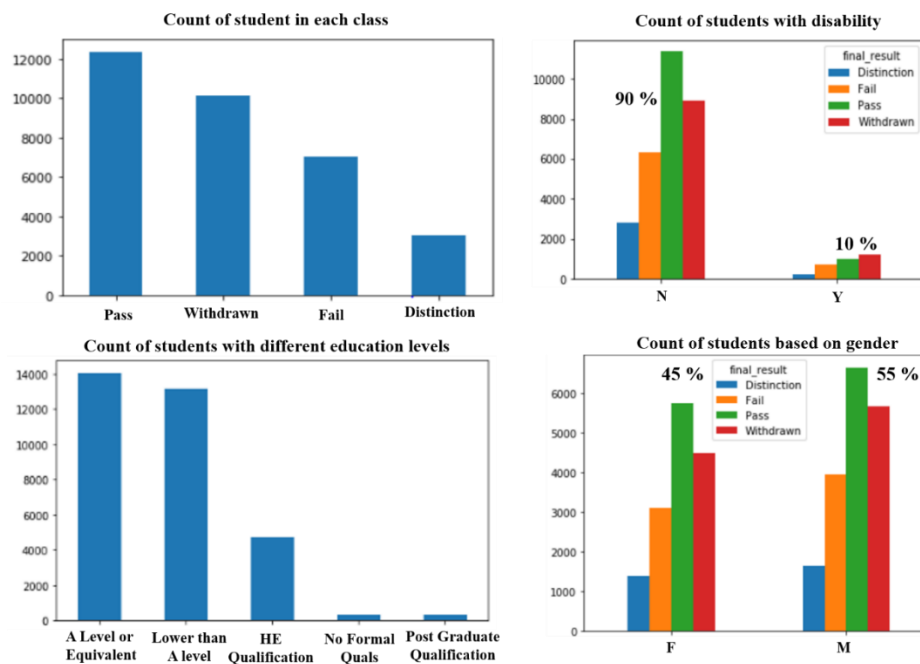 Count of student in each class
12000
10000
8000
6000
4000
2000
0
Pass Withdrawn Fail Distinction
Count of students with disability
10000
8000
6000
4000
2000
0
final_result
Distinction
Fail
Pass
Withdrawn
90 %
10 %
N Y
Count of students with different education levels
14000
12000
10000
8000
6000
4000
2000
0
A Level or Equivalent
Lower than A level
HE Qualification
No Formal Quals
Post Graduate Qualification
Count of students based on gender
6000
5000
4000
3000
2000
1000
0
45 %
final_result
Distinction
Fail
Pass
Withdrawn
55 %
F M